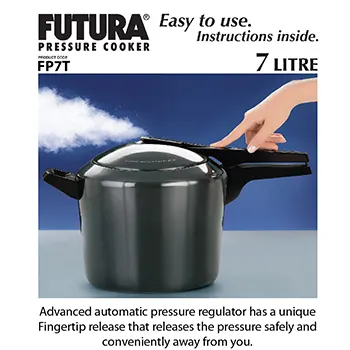 FUTURA®
PRESSURE COOKER
PRODUCT CODE
FP7T
Easy to use.
Instructions inside.
7 LITRE
Advanced automatic pressure regulator has a unique
Fingertip release that releases the pressure safely and
conveniently away from you.